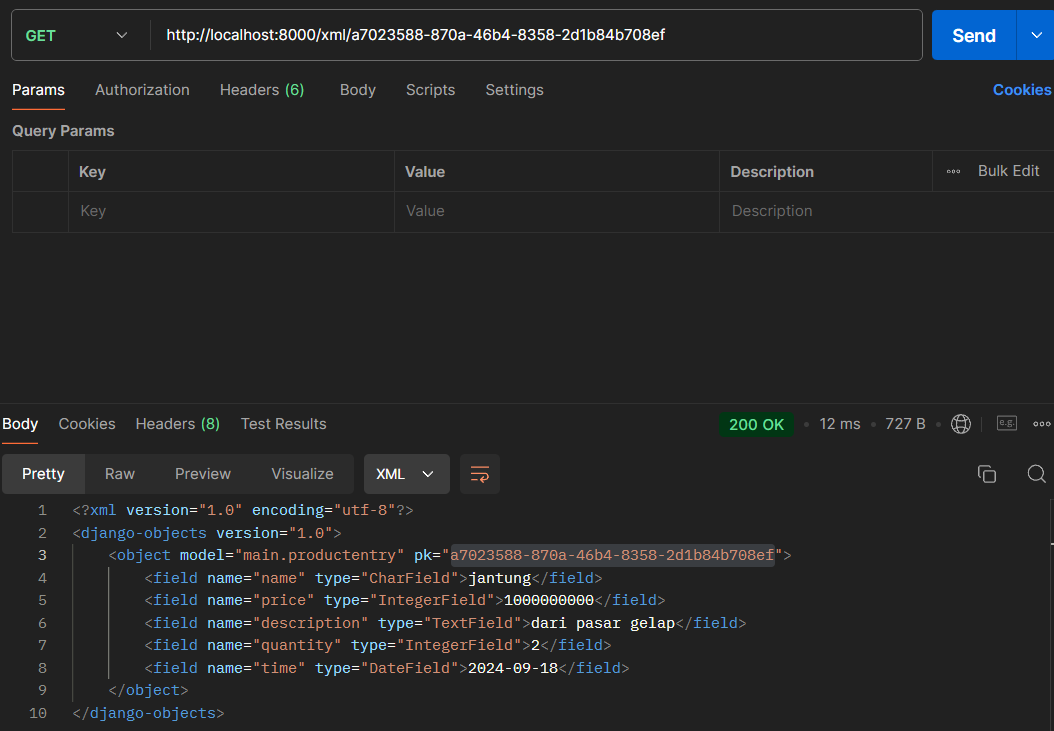 GET http://localhost:8000/xml/a7023588-870a-46b4-8358-2d1b84b708ef Send
Params Authorization Headers (6) Body Scripts Settings Cookies
Query Params
Key Value Description Bulk Edit
Key Value Description
Body Cookies Headers (8) Test Results 200 OK 12 ms 727 B e.g.
Pretty Raw Preview Visualize XML
1 <?xml version="1.0" encoding="utf-8"?>
2 <django-objects version="1.0">
3 <object model="main.productentry" pk="a7023588-870a-46b4-8358-2d1b84b708ef">
4 <field name="name" type="CharField">jantung</field>
5 <field name="price" type="IntegerField">1000000000</field>
6 <field name="description" type="TextField">dari pasar gelap</field>
7 <field name="quantity" type="IntegerField">2</field>
8 <field name="time" type="DateField">2024-09-18</field>
9 </object>
10 </django-objects>